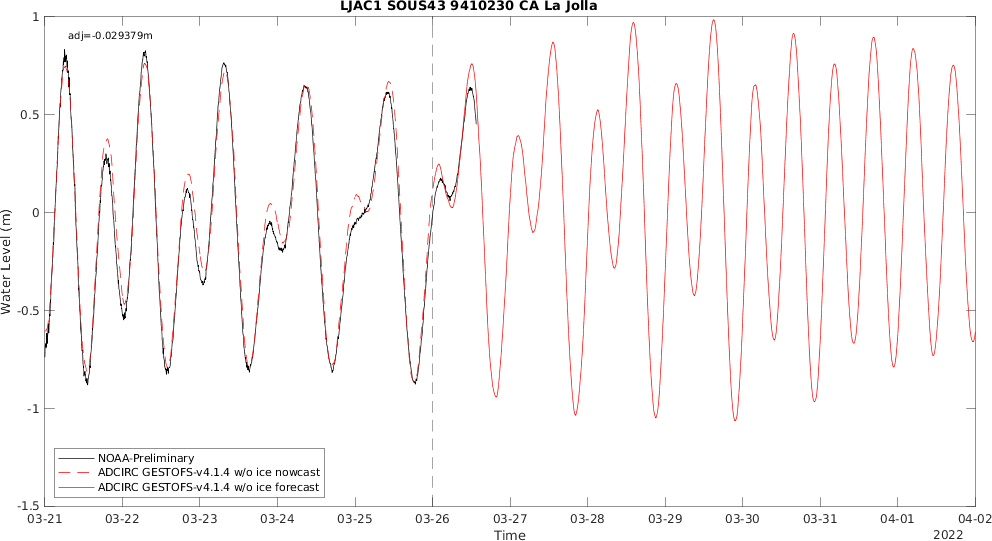 LJAC1 SOUS43 9410230 CA La Jolla
adj=-0.029379m
1
0.5
0
-0.5
-1
-1.5
Water Level (m)
NOAA-Preliminary
ADCIRC GESTOFS-v4.1.4 w/o ice nowcast
ADCIRC GESTOFS-v4.1.4 w/o ice forecast
03-21 03-22 03-23 03-24 03-25 03-26 03-27 03-28 03-29 03-30 03-31 04-01 04-02
Time
2022